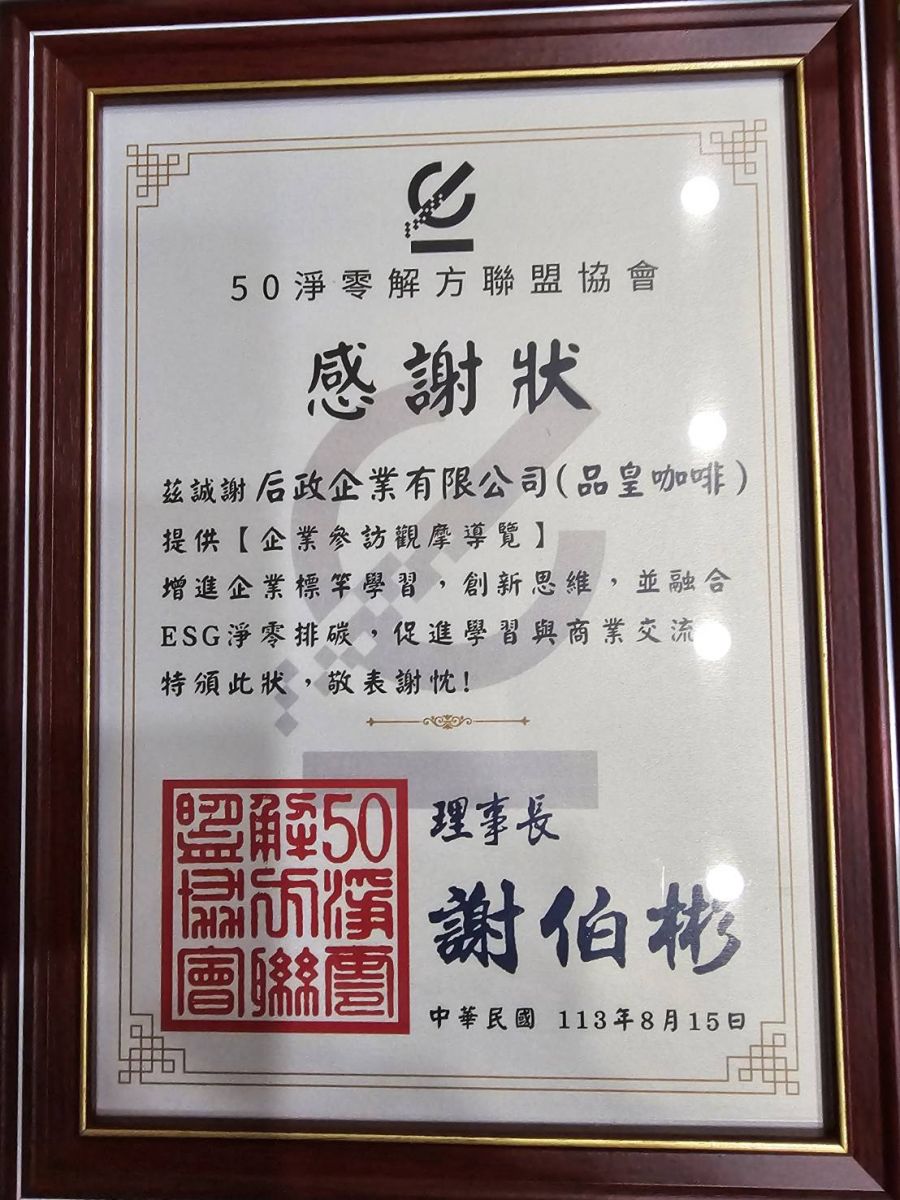 50淨零解方聯盟協會
感謝狀
茲誠謝 后政企業有限公司(品皇咖啡)
提供【企業參訪觀摩導覽】
增進企業標竿學習，創新思維，並融合
ESG淨零排碳，促進學習與商業交流
特頒此狀，敬表謝忱!
50淨零解方聯盟協會
理事長
謝伯彬
中華民國 113年8月15日